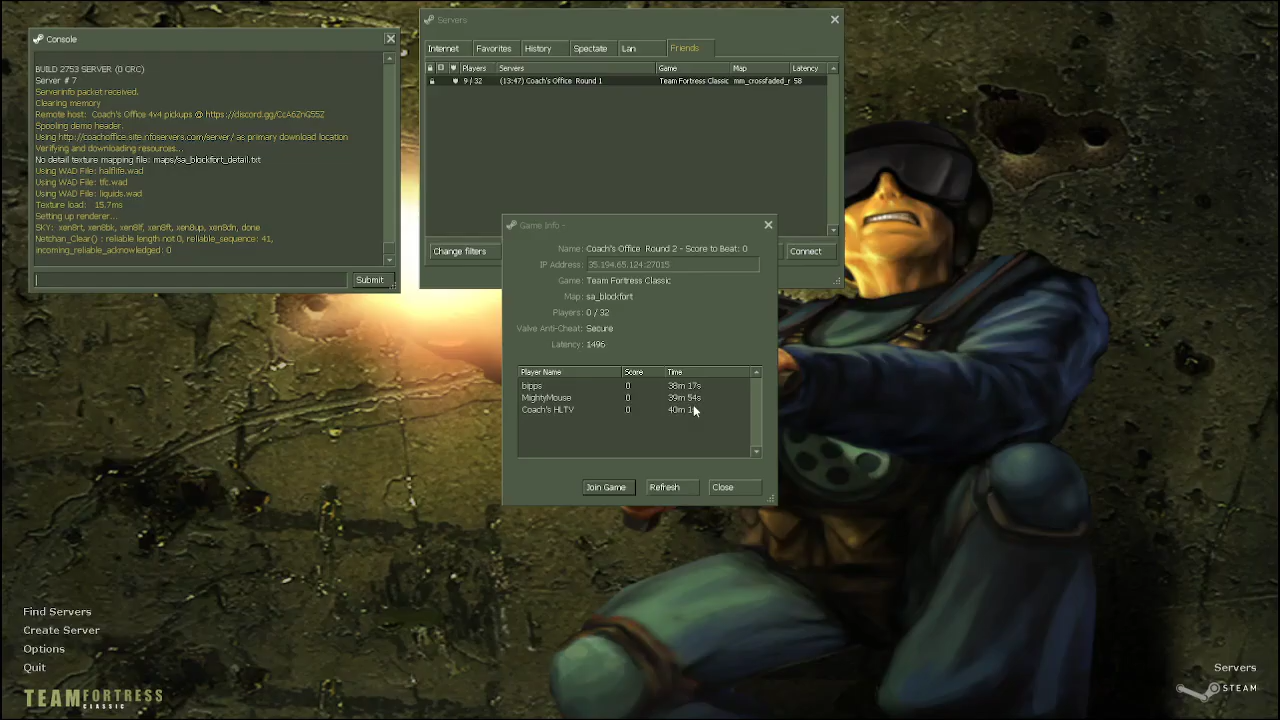 Console
BUILD 2753 SERVER (0 CRC)
Server # 7
Serverinfo packet received.
Clearing memory
Remote host:  Coach's Office 4v4 pickups @ https://discord.gg/CcA6ZnG55Z
Spooling demo header.
Using http://coachoffice.site.nfoservers.com/server/ as primary download location
Verifying and downloading resources...
No detail texture mapping file: maps/sa_blockfort_detail.txt
Using WAD File: halflife.wad
Using WAD File: tfc.wad
Using WAD File: liquids.wad
Texture load:   15.7ms
Setting up renderer...
SKY:  xen8rt, xen8bk, xen8lf, xen8ft, xen8up, xen8dn, done
Netchan_Clear() : reliable length not 0, reliable_sequence: 41,
incoming_reliable_acknowledged: 0
Submit
Servers
Internet Favorites History Spectate Lan Friends
Players Servers Game Map Latency
9 / 32 (13:47) Coach's Office  Round 1 Team Fortress Classic mm_crossfaded_r 58
Change filters
Connect
Game Info -
Name: Coach's Office  Round 2 - Score to Beat: 0
IP Address: 35.194.65.124:27015
Game: Team Fortress Classic
Map: sa_blockfort
Players: 0 / 32
Valve Anti-Cheat: Secure
Latency: 1496
Player Name Score Time
bipps 0 38m 17s
MightyMouse 0 39m 54s
Coach's HLTV 0 40m
Join Game Refresh Close
Find Servers
Create Server
Options
Quit
TEAM FORTRESS
CLASSIC
Servers
STEAM